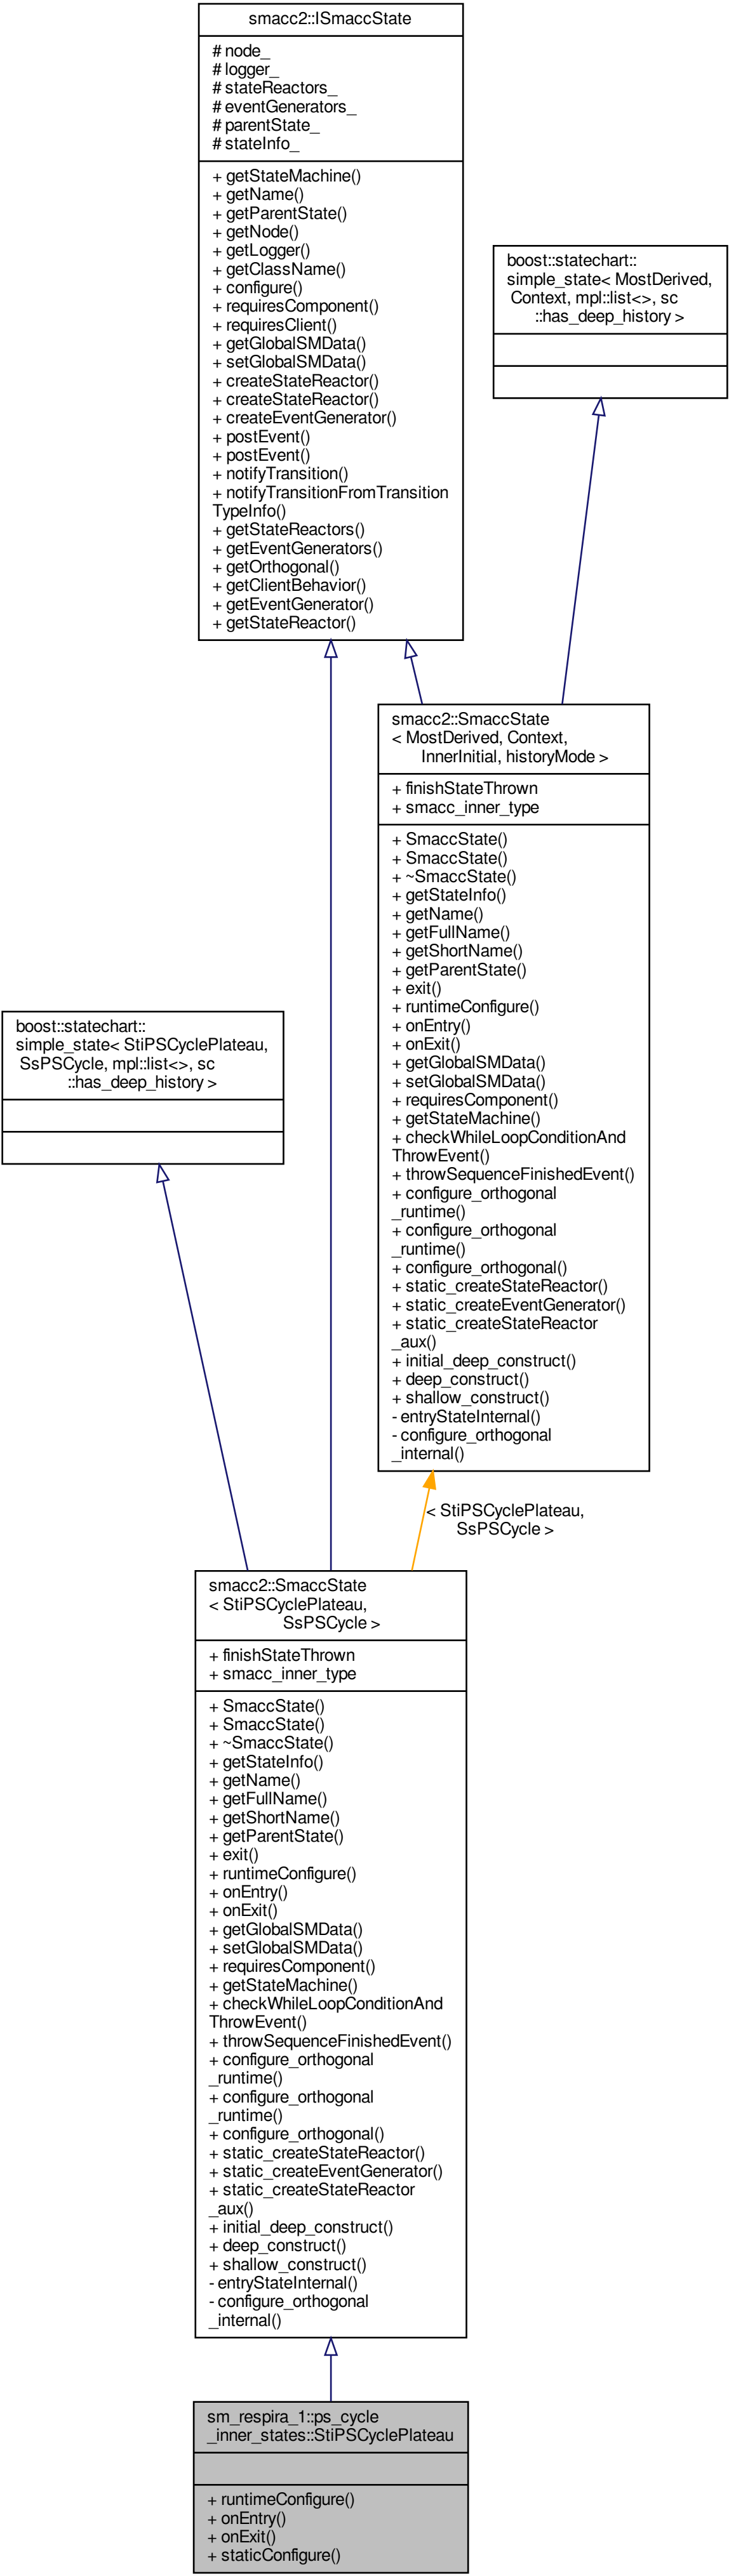 smacc2::ISmaccState
# node_
# logger_
# stateReactors_
# eventGenerators_
# parentState_
# stateInfo_
+ getStateMachine()
+ getName()
+ getParentState()
+ getNode()
+ getLogger()
+ getClassName()
+ configure()
+ requiresComponent()
+ requiresClient()
+ getGlobalSMData()
+ setGlobalSMData()
+ createStateReactor()
+ createStateReactor()
+ createEventGenerator()
+ postEvent()
+ postEvent()
+ notifyTransition()
+ notifyTransitionFromTransition
TypeInfo()
+ getStateReactors()
+ getEventGenerators()
+ getOrthogonal()
+ getClientBehavior()
+ getEventGenerator()
+ getStateReactor()
boost::statechart::
simple_state< MostDerived,
Context, mpl::list<>, sc
::has_deep_history >
smacc2::SmaccState
< MostDerived, Context,
InnerInitial, historyMode >
+ finishStateThrown
+ smacc_inner_type
+ SmaccState()
+ SmaccState()
+ ~SmaccState()
+ getStateInfo()
+ getName()
+ getFullName()
+ getShortName()
+ getParentState()
+ exit()
+ runtimeConfigure()
+ onEntry()
+ onExit()
+ getGlobalSMData()
+ setGlobalSMData()
+ requiresComponent()
+ getStateMachine()
+ checkWhileLoopConditionAnd
ThrowEvent()
+ throwSequenceFinishedEvent()
+ configure_orthogonal
_runtime()
+ configure_orthogonal
_runtime()
+ configure_orthogonal()
+ static_createStateReactor()
+ static_createEventGenerator()
+ static_createStateReactor
_aux()
+ initial_deep_construct()
+ deep_construct()
+ shallow_construct()
- entryStateInternal()
- configure_orthogonal
_internal()
boost::statechart::
simple_state< StiPSCyclePlateau,
SsPSCycle, mpl::list<>, sc
::has_deep_history >
< StiPSCyclePlateau,
SsPSCycle >
smacc2::SmaccState
< StiPSCyclePlateau,
SsPSCycle >
+ finishStateThrown
+ smacc_inner_type
+ SmaccState()
+ SmaccState()
+ ~SmaccState()
+ getStateInfo()
+ getName()
+ getFullName()
+ getShortName()
+ getParentState()
+ exit()
+ runtimeConfigure()
+ onEntry()
+ onExit()
+ getGlobalSMData()
+ setGlobalSMData()
+ requiresComponent()
+ getStateMachine()
+ checkWhileLoopConditionAnd
ThrowEvent()
+ throwSequenceFinishedEvent()
+ configure_orthogonal
_runtime()
+ configure_orthogonal
_runtime()
+ configure_orthogonal()
+ static_createStateReactor()
+ static_createEventGenerator()
+ static_createStateReactor
_aux()
+ initial_deep_construct()
+ deep_construct()
+ shallow_construct()
- entryStateInternal()
- configure_orthogonal
_internal()
sm_respira_1::ps_cycle
_inner_states::StiPSCyclePlateau
+ runtimeConfigure()
+ onEntry()
+ onExit()
+ staticConfigure()